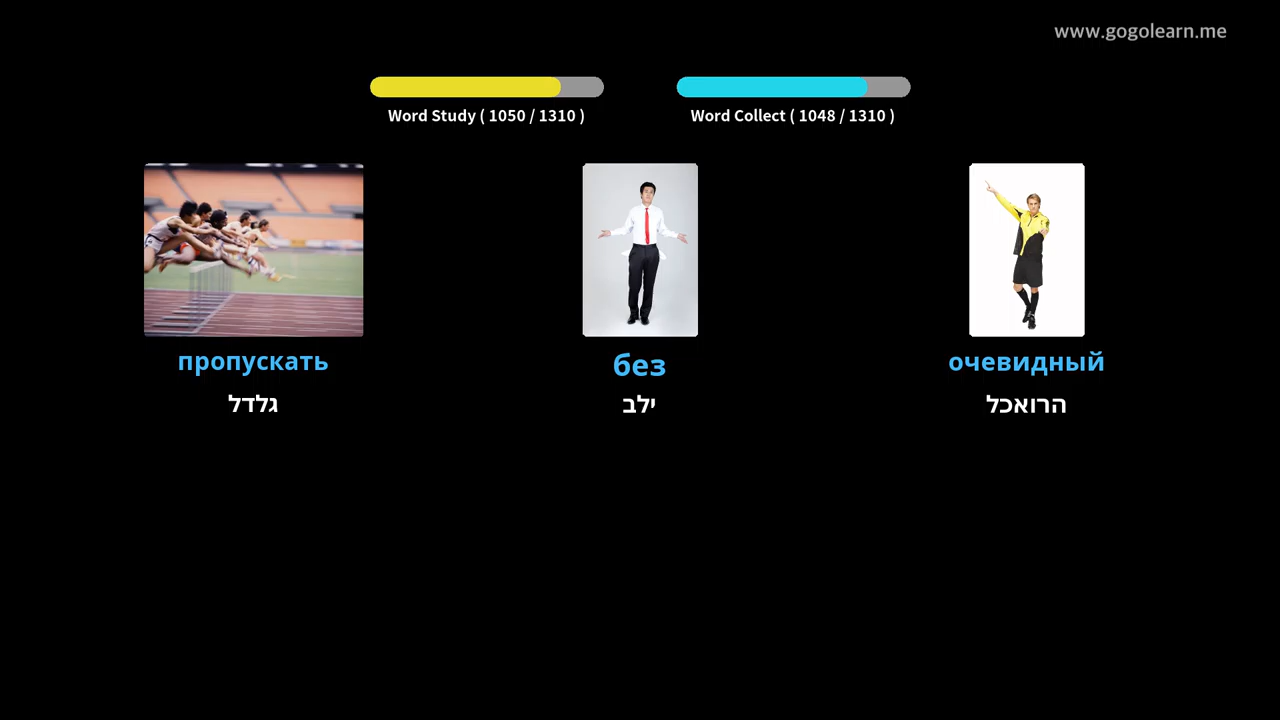 www.gogolearn.me
Word Study ( 1050 / 1310 )
Word Collect ( 1048 / 1310 )
пропускать
без
очевидный
גלדל
ילב
הרואכל